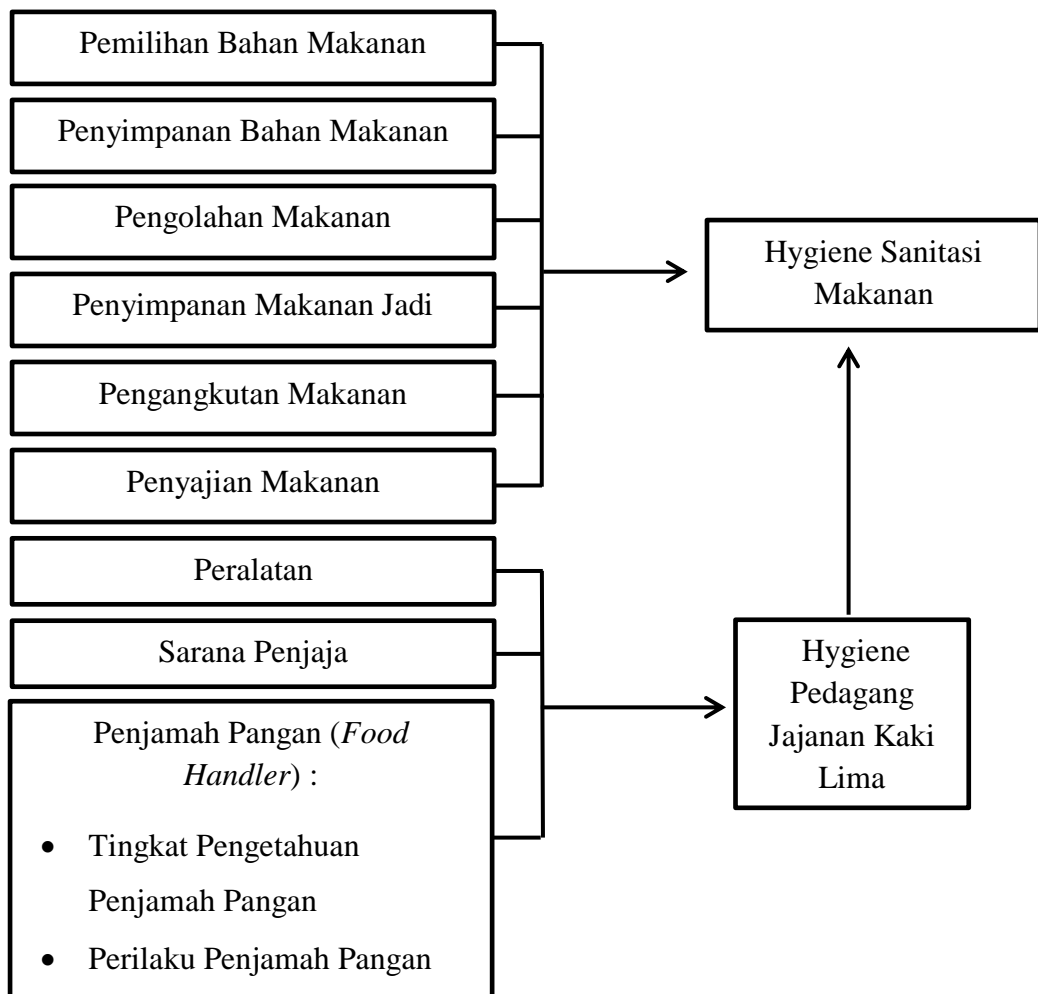 Pemilihan Bahan Makanan
Penyimpanan Bahan Makanan
Pengolahan Makanan
Penyimpanan Makanan Jadi
Pengangkutan Makanan
Penyajian Makanan
Hygiene Sanitasi
Makanan
Peralatan
Sarana Penjaja
Penjamah Pangan (Food
Handler) :
• Tingkat Pengetahuan
Penjamah Pangan
• Perilaku Penjamah Pangan
Hygiene
Pedagang
Jajanan Kaki
Lima